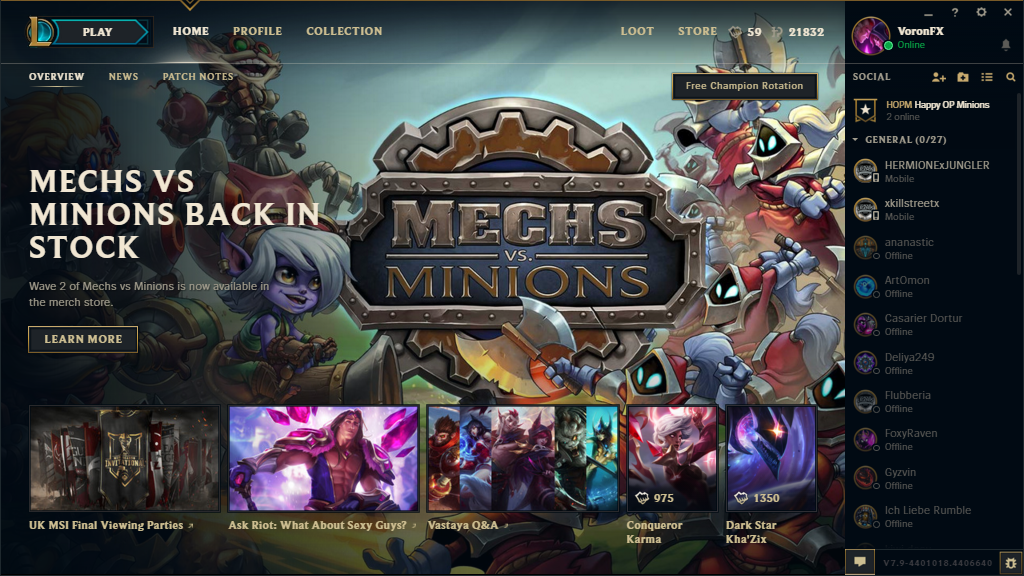 PLAY
HOME
PROFILE
COLLECTION
LOOT
STORE
59
21832
VoronFX
Online
OVERVIEW
NEWS
PATCH NOTES
Free Champion Rotation
MECHS VS
MINIONS BACK IN
STOCK
Wave 2 of Mechs vs Minions is now available in
the merch store.
LEARN MORE
MECHS
VS.
MINIONS
INVITATIONAL
975
1350
UK MSI Final Viewing Parties
Ask Riot: What About Sexy Guys?
Vastaya Q&A
Conqueror
Karma
Dark Star
Kha'Zix
SOCIAL
HOPM Happy OP Minions
2 online
GENERAL (0/27)
HERMIONExJUNGLER
Mobile
xkillstreetx
Mobile
ananastic
Offline
ArtOmon
Offline
Casarier Dortur
Offline
Deliya249
Offline
Flubberia
Offline
FoxyRaven
Offline
Gyzvin
Offline
Ich Liebe Rumble
Offline
V7.9-4401018.4406640